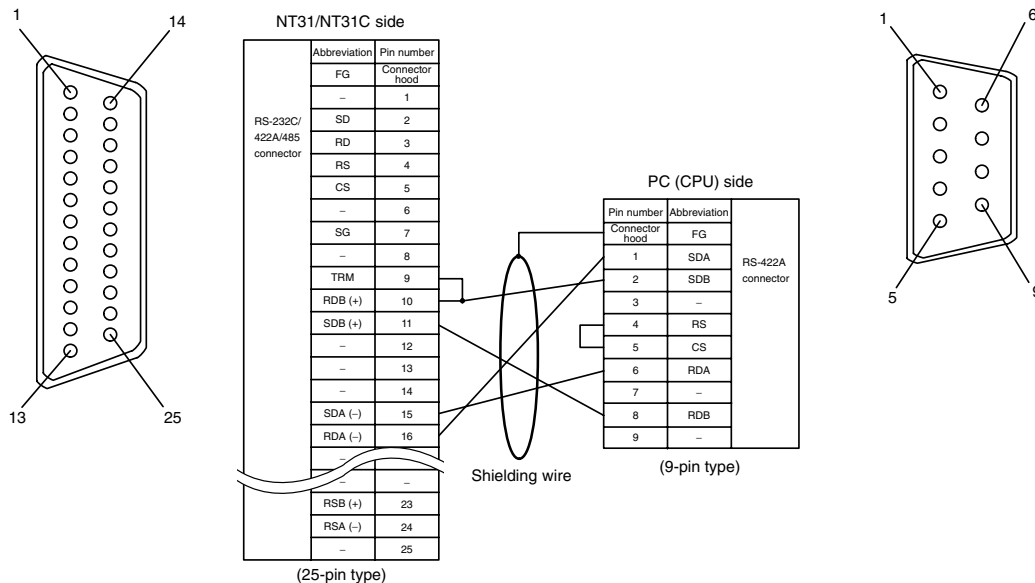 1
14
13
25
NT31/NT31C side
RS-232C/
422A/485
connector
Abbreviation Pin number
FG Connector hood
– 1
SD 2
RD 3
RS 4
CS 5
– 6
SG 7
– 8
TRM 9
RDB (+) 10
SDB (+) 11
– 12
– 13
– 14
SDA (–) 15
RDA (–) 16
–
– –
RSB (+) 23
RSA (–) 24
– 25
(25-pin type)
Shielding wire
PC (CPU) side
Pin number Abbreviation
Connector hood FG
1 SDA
2 SDB
3 –
4 RS
5 CS
6 RDA
7 –
8 RDB
9 –
RS-422A
connector
(9-pin type)
1
6
5
9